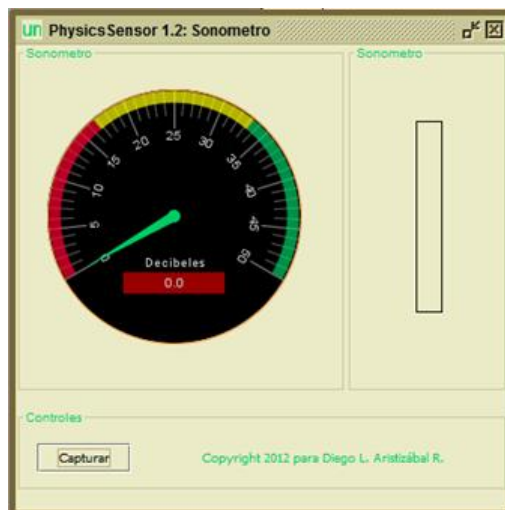 un PhysicsSensor 1.2: Sonometro
Sonometro
Sonometro
0
5
10
15
20
25
30
35
40
45
50
Decibeles
0.0
Controles
Capturar
Copyright 2012 para Diego L. Aristizábal R.